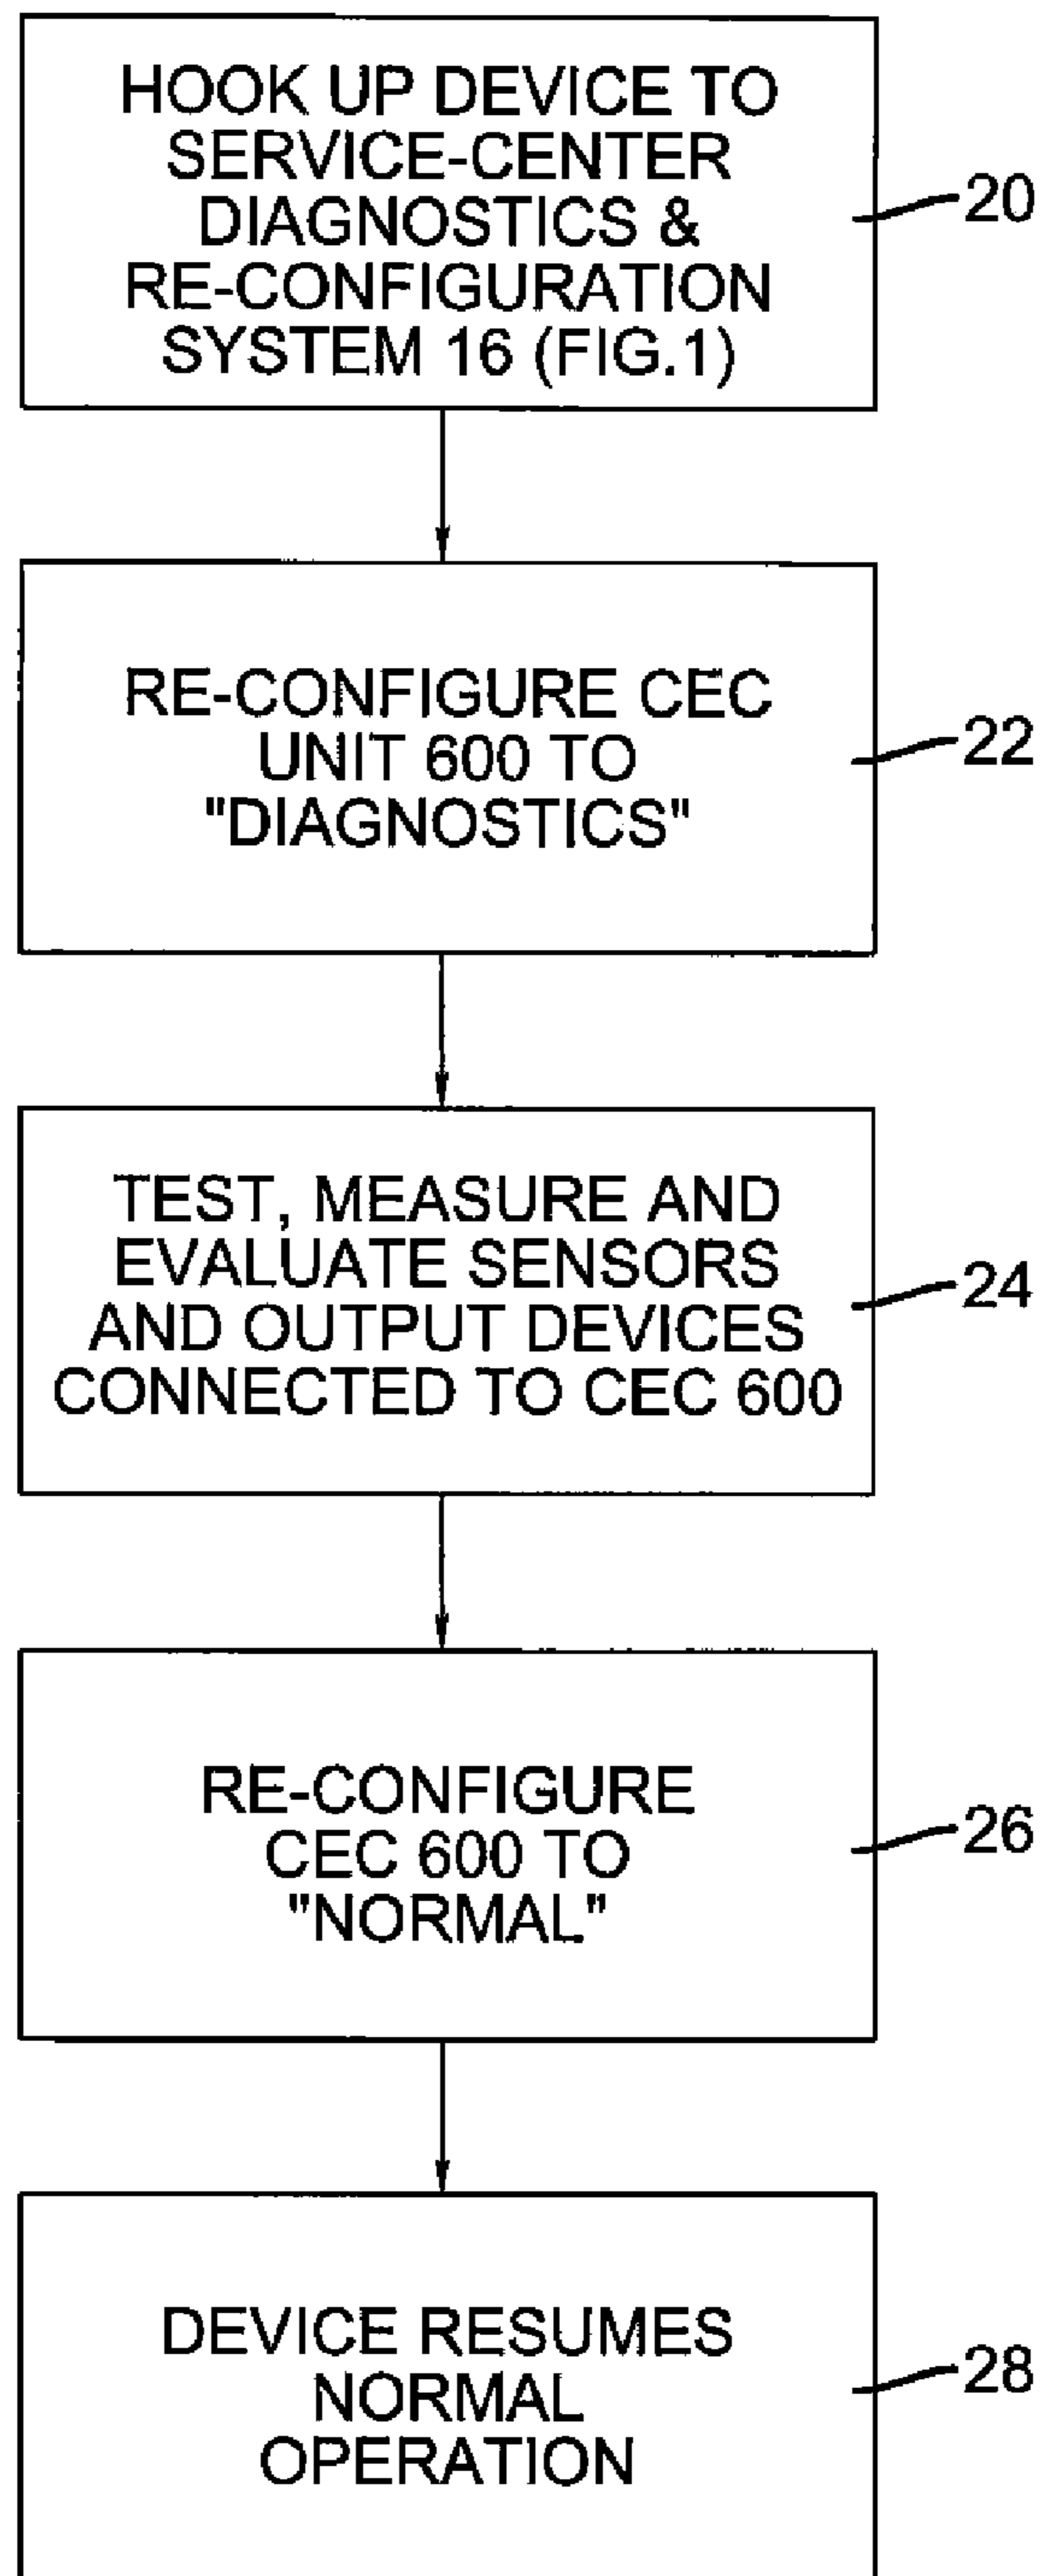 HOOK UP DEVICE TO
SERVICE-CENTER
DIAGNOSTICS &
RE-CONFIGURATION
SYSTEM 16 (FIG.1)
20
RE-CONFIGURE CEC
UNIT 600 TO
"DIAGNOSTICS"
22
TEST, MEASURE AND
EVALUATE SENSORS
AND OUTPUT DEVICES
CONNECTED TO CEC 600
24
RE-CONFIGURE
CEC 600 TO
"NORMAL"
26
DEVICE RESUMES
NORMAL
OPERATION
28